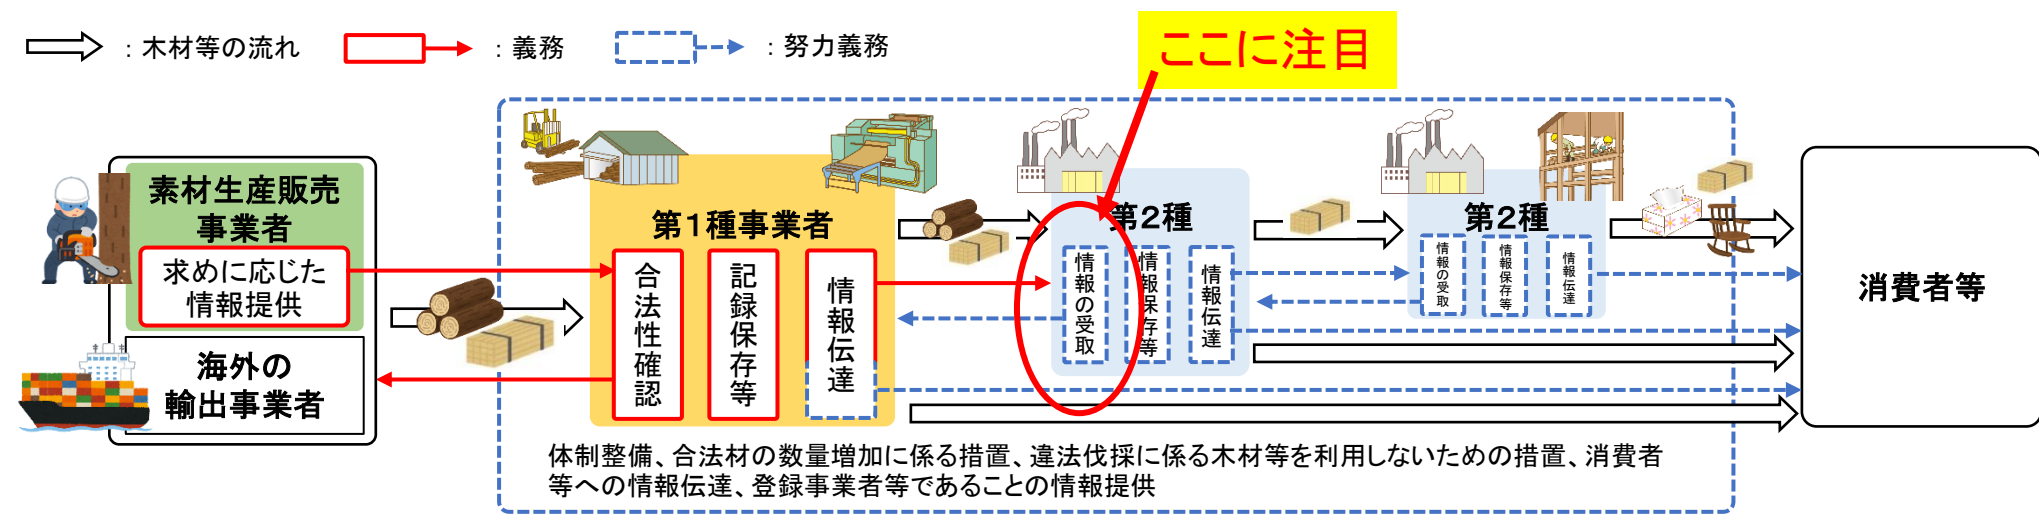 ：木材等の流れ
：義務
：努力義務
ここに注目
素材生産販売
事業者
求めに応じた
情報提供
海外の
輸出事業者
第１種事業者
合法性確認
記録保存等
情報伝達
第２種
情報の受取
情報保存等
情報伝達
第２種
情報の受取
情報保存等
情報伝達
消費者等
体制整備、合法材の数量増加に係る措置、違法伐採に係る木材等を利用しないための措置、消費者
等への情報伝達、登録事業者等であることの情報提供